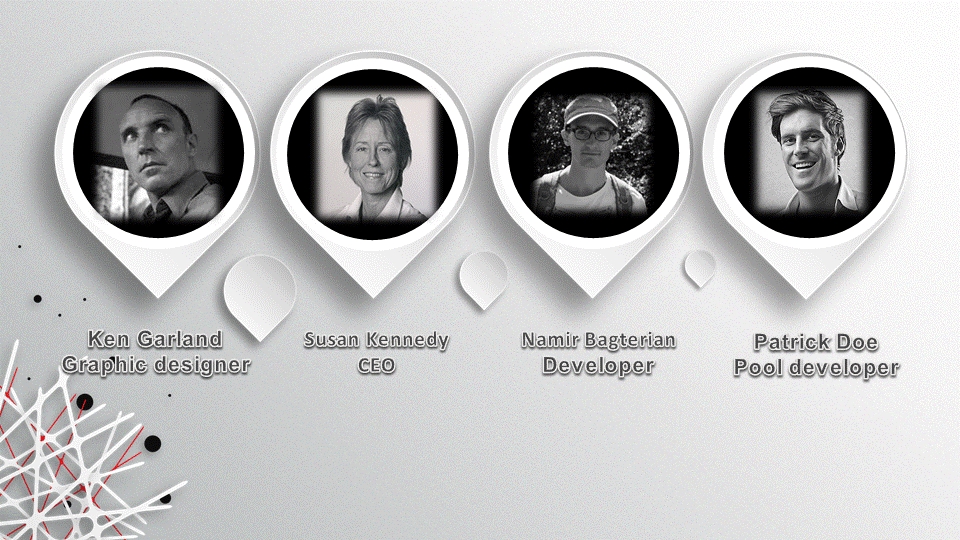 Ken Garland
Graphic designer
Susan Kennedy
CEO
Namir Bagterian
Developer
Patrick Doe
Pool developer